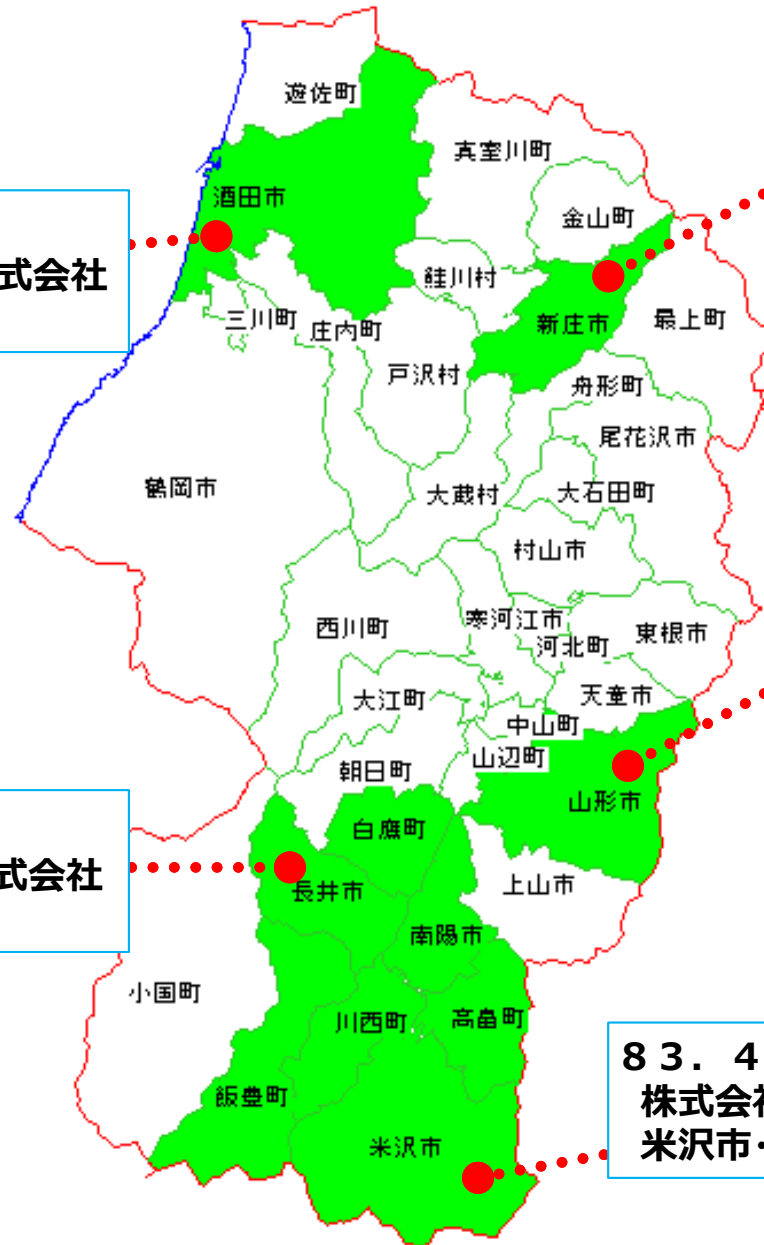 遊佐町
真室川町
酒田市
金山町
式会社
鮭川村
三川町
庄内町
新庄市
最上町
戸沢村
舟形町
尾花沢市
鶴岡市
大蔵村
大石田町
村山市
西川町
寒河江市
河北町
東根市
大江町
天童市
中山町
山辺町
朝日町
山形市
白鷹町
式会社
長井市
上山市
南陽市
小国町
川西町
高畠町
飯豊町
米沢市
83.4
株式会社
米沢市・